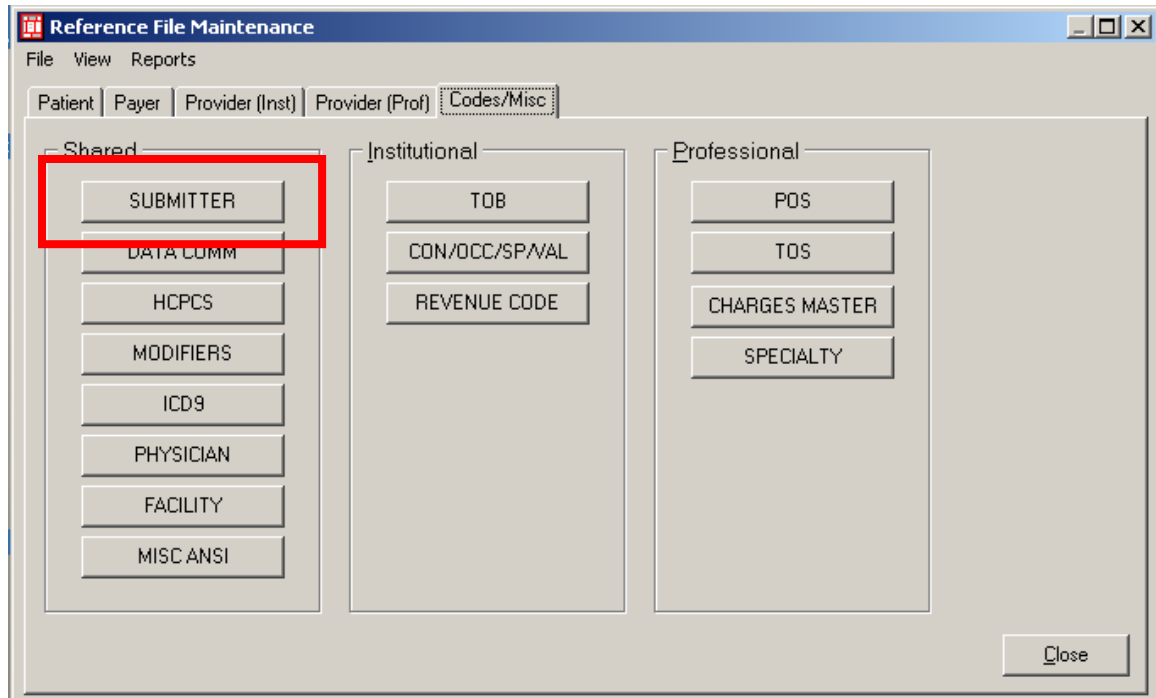 Reference File Maintenance
File View Reports
Patient Payer Provider (Inst) Provider (Prof) Codes/Misc
Shared
SUBMITTER
DATA COMM
HCPCS
MODIFIERS
ICD9
PHYSICIAN
FACILITY
MISC ANSI
Institutional
TOB
CON/OCC/SP/VAL
REVENUE CODE
Professional
POS
TOS
CHARGES MASTER
SPECIALTY
Close